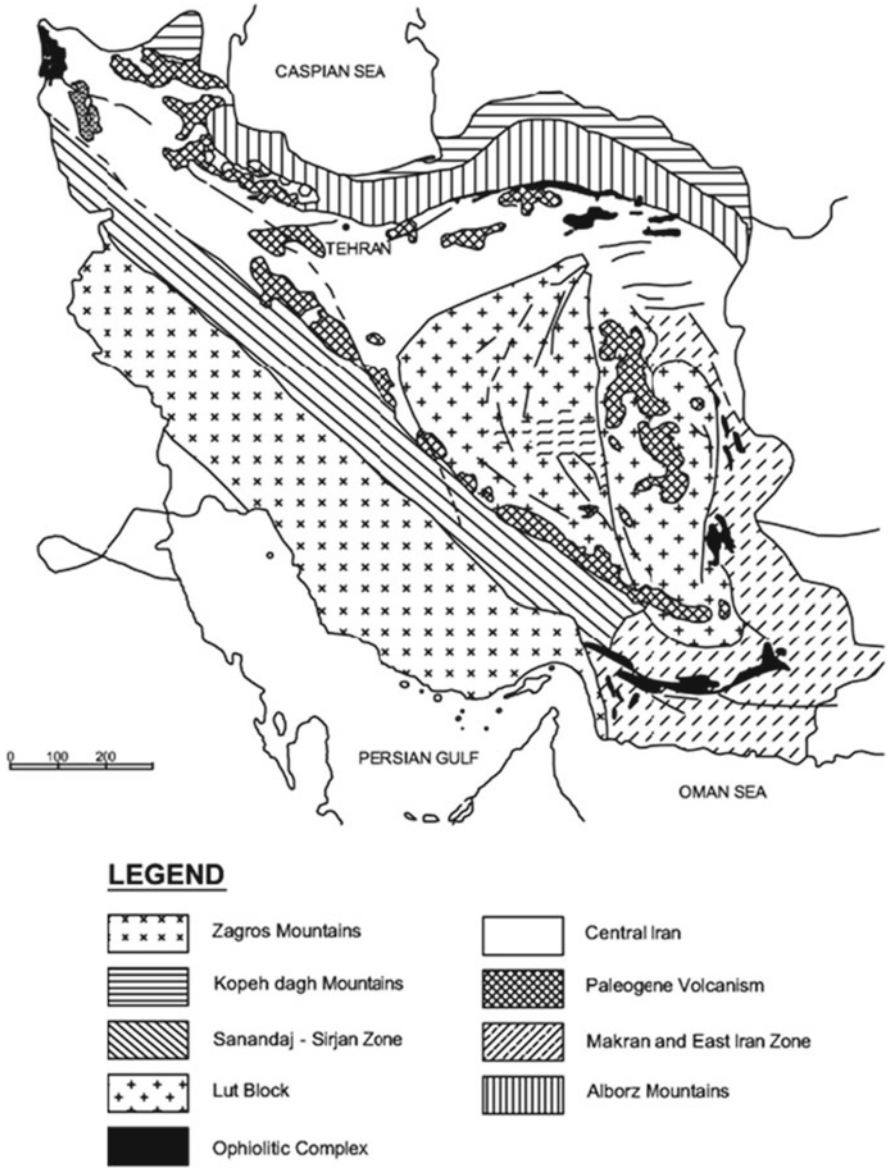 CASPIAN SEA
TEHRAN
0 100 200
PERSIAN GULF
OMAN SEA
LEGEND
Zagros Mountains
Kopeh dagh Mountains
Sanandaj - Sirjan Zone
Lut Block
Ophiolitic Complex
Central Iran
Paleogene Volcanism
Makran and East Iran Zone
Alborz Mountains